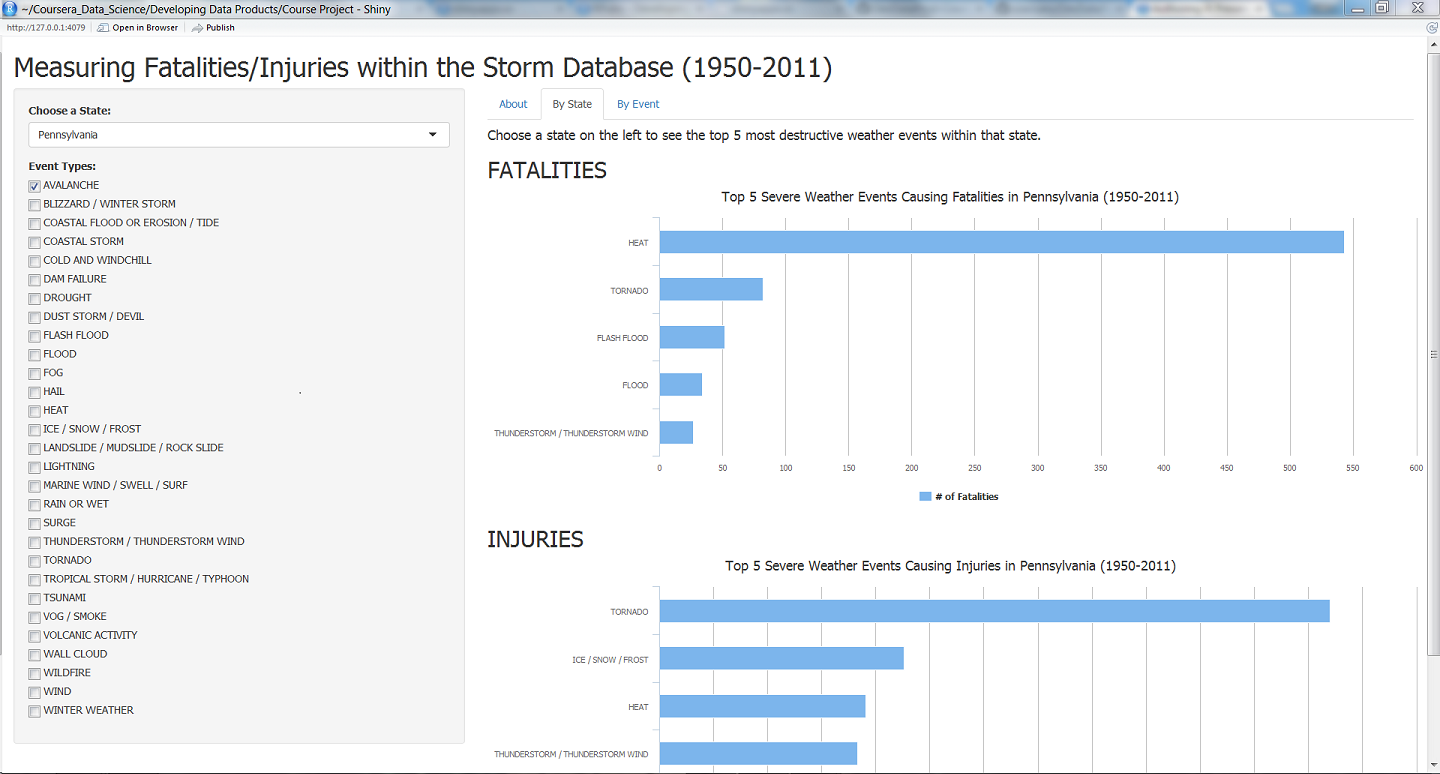 ~/Coursera_Data_Science/Developing Data Products/Course Project - Shiny
http://127.0.0.1:4079 Open in Browser Publish
Measuring Fatalities/Injuries within the Storm Database (1950-2011)
Choose a State:
Pennsylvania
Event Types:
AVALANCHE
BLIZZARD / WINTER STORM
COASTAL FLOOD OR EROSION / TIDE
COASTAL STORM
COLD AND WINDCHILL
DAM FAILURE
DROUGHT
DUST STORM / DEVIL
FLASH FLOOD
FLOOD
FOG
HAIL
HEAT
ICE / SNOW / FROST
LANDSLIDE / MUDSLIDE / ROCK SLIDE
LIGHTNING
MARINE WIND / SWELL / SURF
RAIN OR WET
SURGE
THUNDERSTORM / THUNDERSTORM WIND
TORNADO
TROPICAL STORM / HURRICANE / TYPHOON
TSUNAMI
VOG / SMOKE
VOLCANIC ACTIVITY
WALL CLOUD
WILDFIRE
WIND
WINTER WEATHER
About By State By Event
Choose a state on the left to see the top 5 most destructive weather events within that state.
FATALITIES
Top 5 Severe Weather Events Causing Fatalities in Pennsylvania (1950-2011)
HEAT
TORNADO
FLASH FLOOD
FLOOD
THUNDERSTORM / THUNDERSTORM WIND
0 50 100 150 200 250 300 350 400 450 500 550 600
# of Fatalities
INJURIES
Top 5 Severe Weather Events Causing Injuries in Pennsylvania (1950-2011)
TORNADO
ICE / SNOW / FROST
HEAT
THUNDERSTORM / THUNDERSTORM WIND